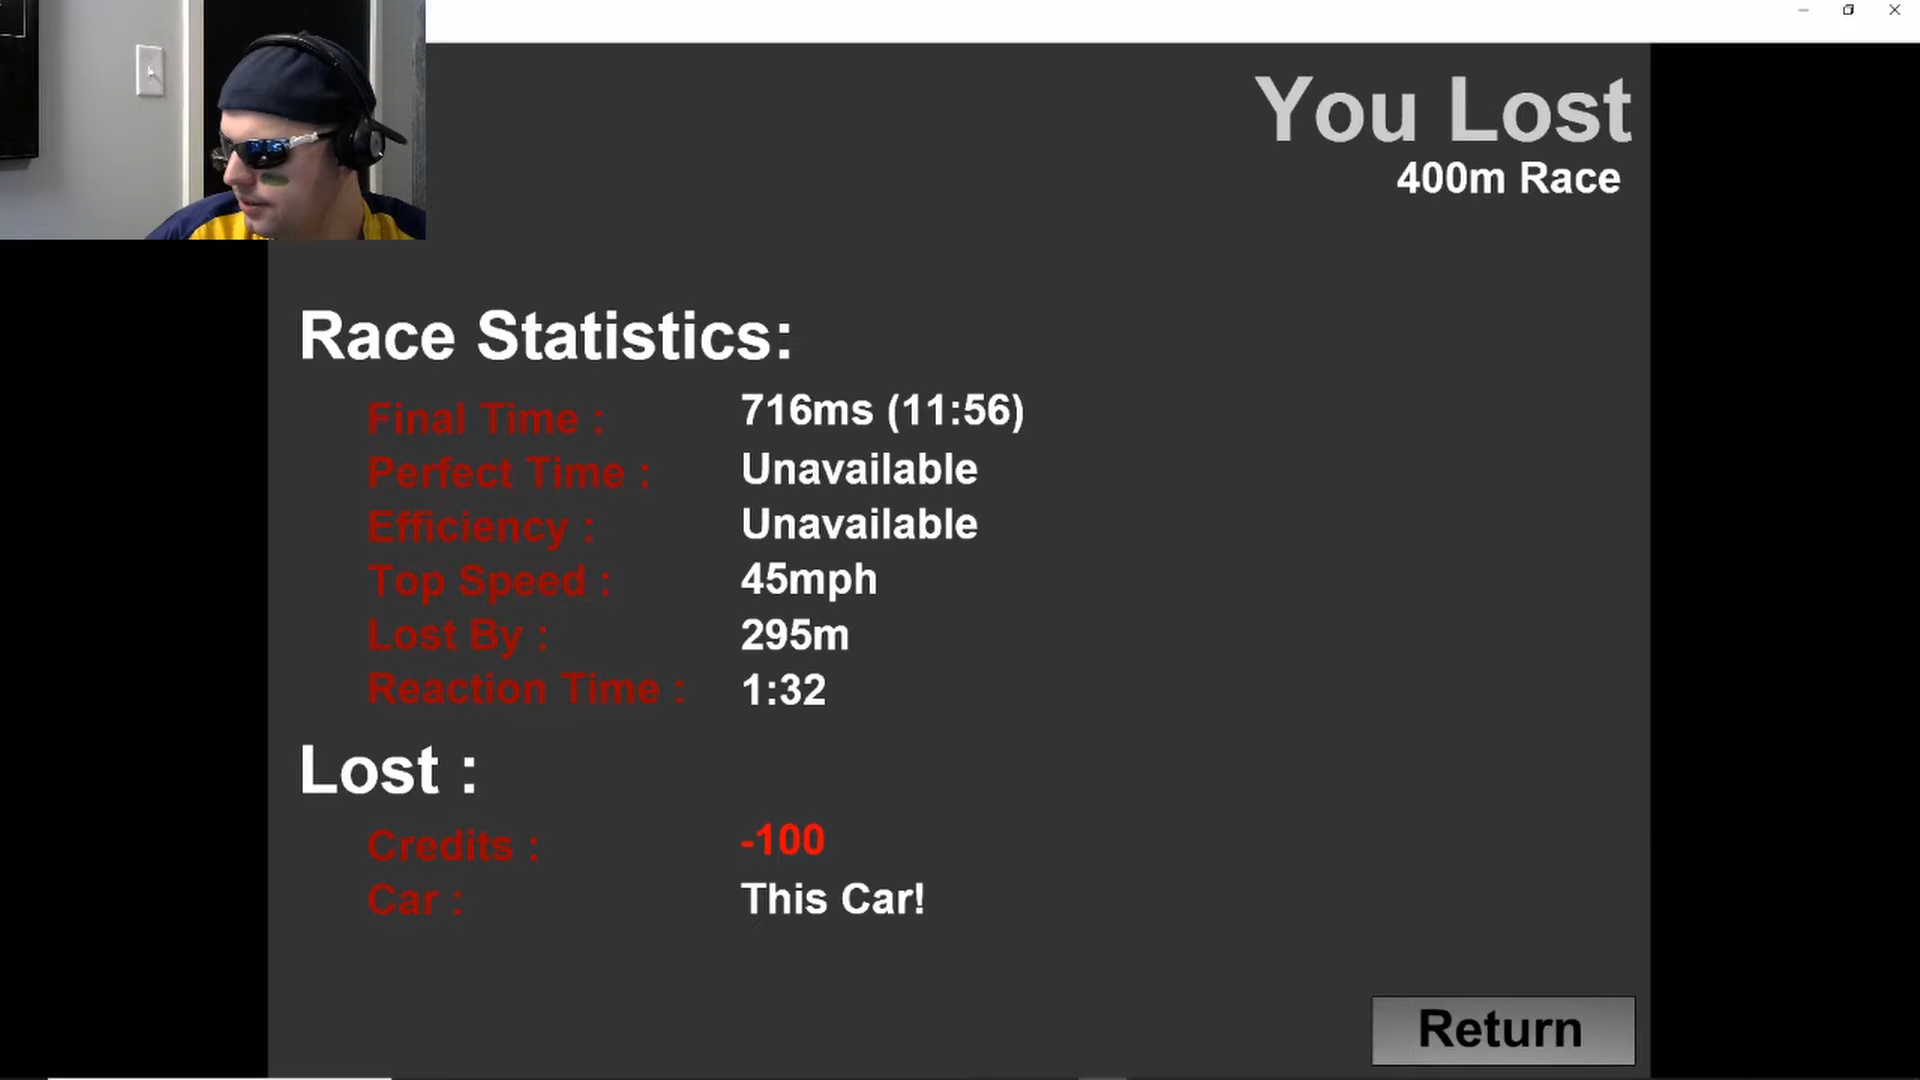 You Lost
400m Race
Race Statistics:
Final Time : 716ms (11:56)
Perfect Time : Unavailable
Efficiency : Unavailable
Top Speed : 45mph
Lost By : 295m
Reaction Time : 1:32
Lost :
Credits : -100
Car : This Car!
Return